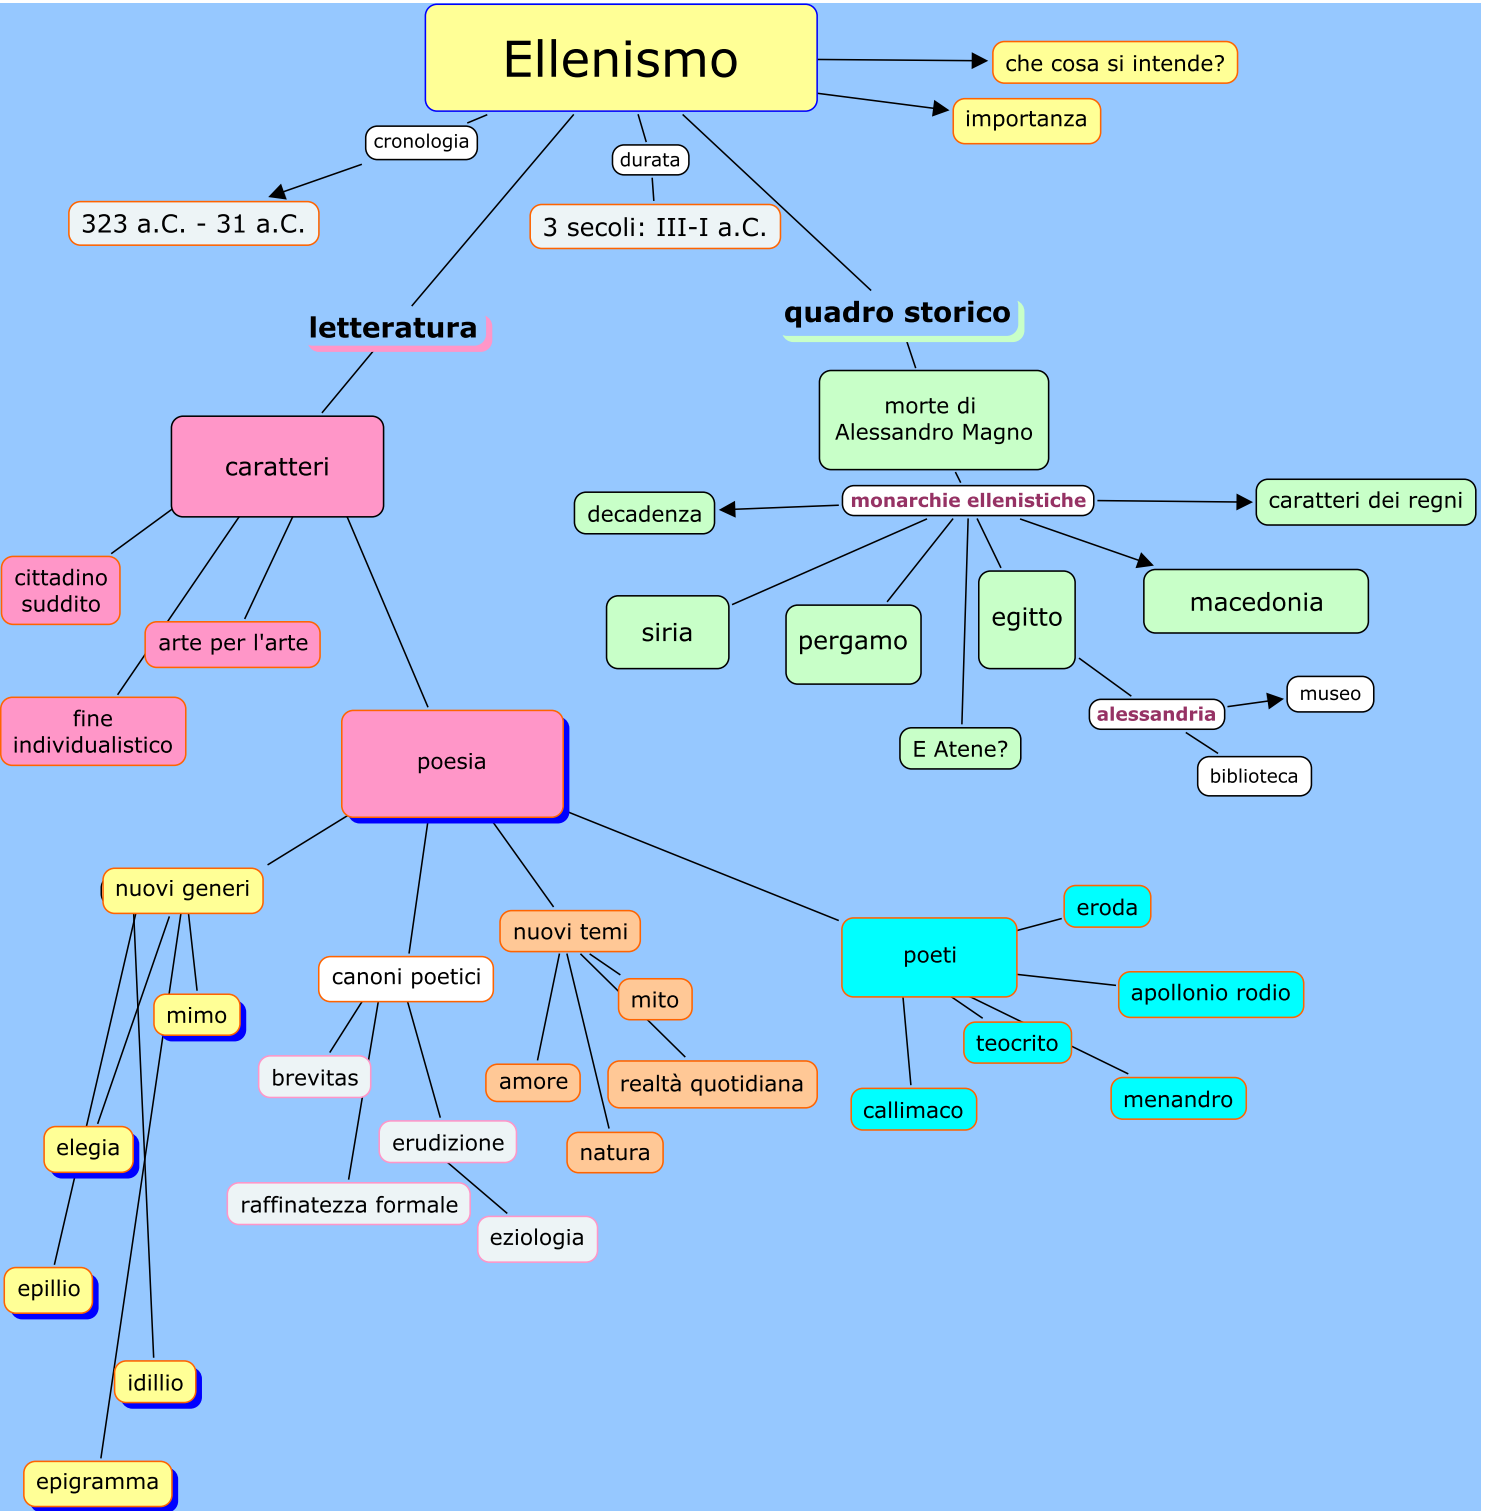 Ellenismo
che cosa si intende?
importanza
cronologia
durata
323 a.C. - 31 a.C.
3 secoli: III-I a.C.
letteratura
quadro storico
caratteri
morte di
Alessandro Magno
monarchie ellenistiche
decadenza
caratteri dei regni
cittadino
suddito
arte per l'arte
fine
individualistico
siria
pergamo
egitto
macedonia
E Atene?
alessandria
museo
biblioteca
poesia
nuovi generi
canoni poetici
nuovi temi
poeti
eroda
apollonio rodio
teocrito
menandro
callimaco
mimo
mito
brevitas
amore
realtà quotidiana
elegia
erudizione
natura
raffinatezza formale
eziologia
epillio
idillio
epigramma